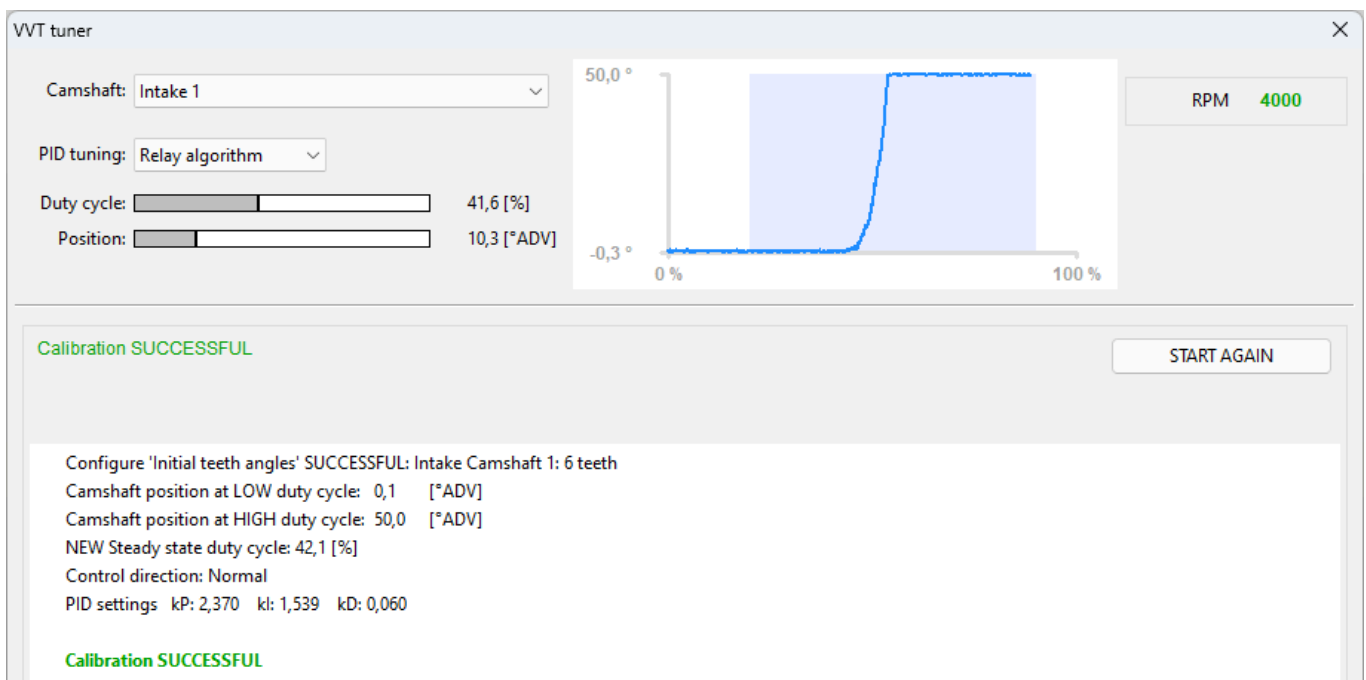 VVT tuner
Camshaft: Intake 1
PID tuning: Relay algorithm
Duty cycle: 41,6 [%]
Position: 10,3 [°ADV]
50,0 °
-0,3 °
0 % 100 %
RPM 4000
Calibration SUCCESSFUL
START AGAIN
Configure 'Initial teeth angles' SUCCESSFUL: Intake Camshaft 1: 6 teeth
Camshaft position at LOW duty cycle: 0,1 [°ADV]
Camshaft position at HIGH duty cycle: 50,0 [°ADV]
NEW Steady state duty cycle: 42,1 [%]
Control direction: Normal
PID settings kP: 2,370 kI: 1,539 kD: 0,060
Calibration SUCCESSFUL